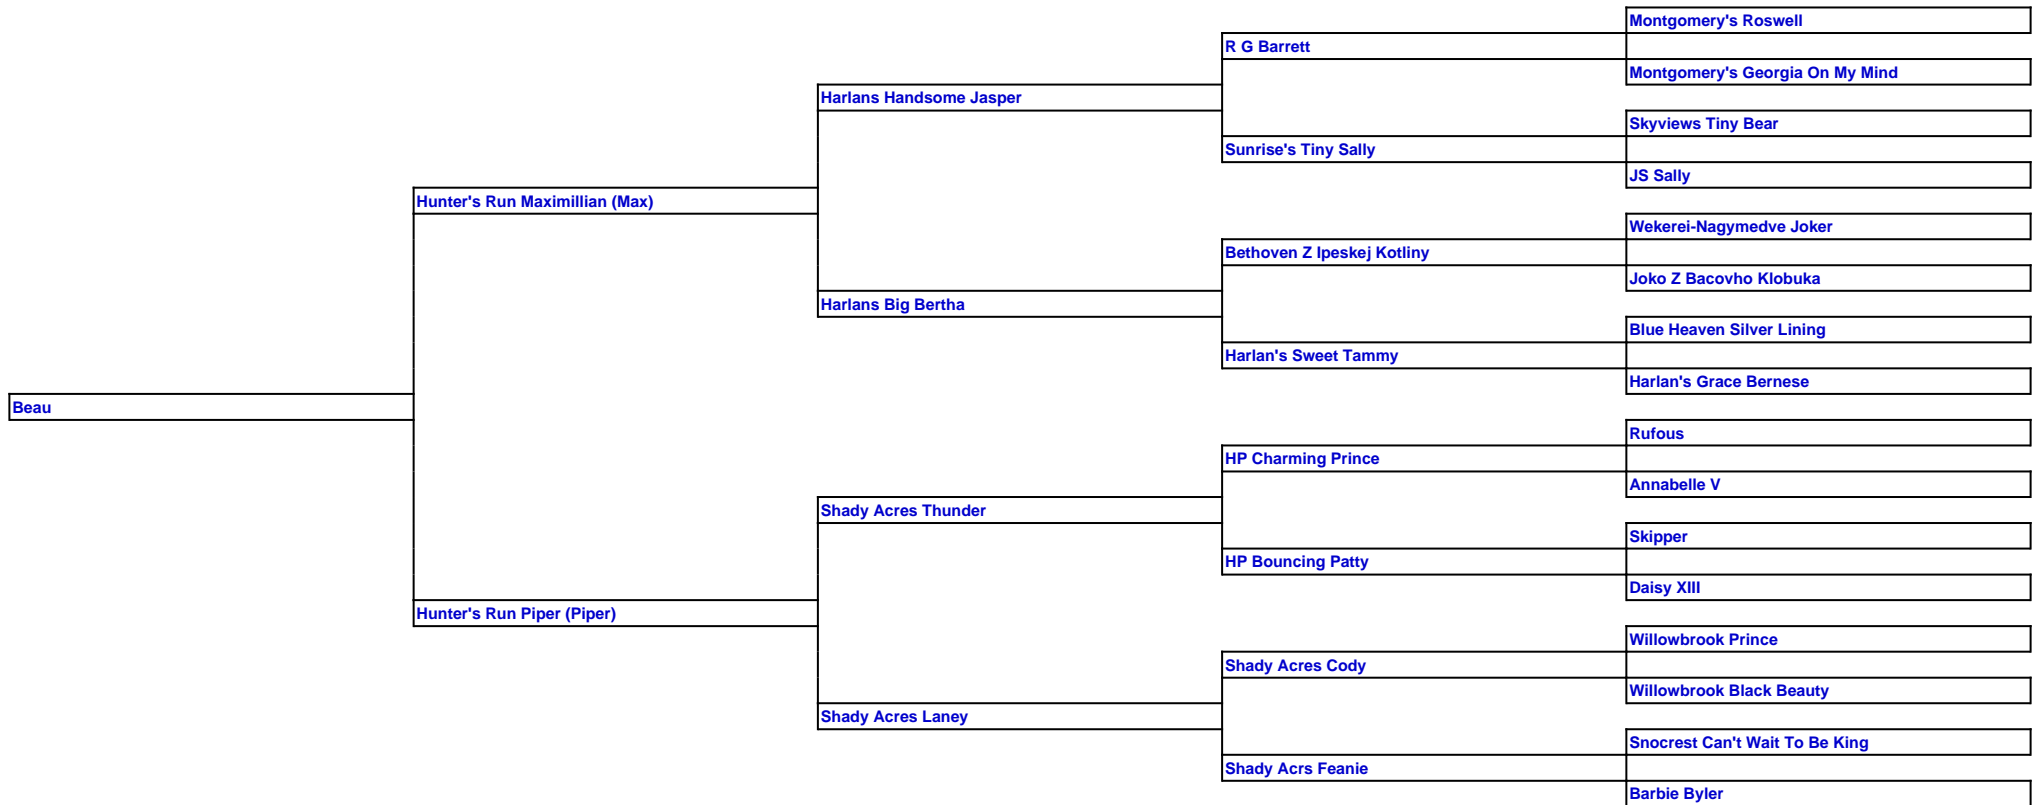 Montgomery's Roswell
R G Barrett
Montgomery's Georgia On My Mind
Harlans Handsome Jasper
Skyviews Tiny Bear
Sunrise's Tiny Sally
JS Sally
Hunter's Run Maximillian (Max)
Wekerei-Nagymedve Joker
Bethoven Z Ipeskej Kotliny
Joko Z Bacovho Klobuka
Harlans Big Bertha
Blue Heaven Silver Lining
Harlan's Sweet Tammy
Harlan's Grace Bernese
Beau
Rufous
HP Charming Prince
Annabelle V
Shady Acres Thunder
Skipper
HP Bouncing Patty
Daisy XIII
Hunter's Run Piper (Piper)
Willowbrook Prince
Shady Acres Cody
Willowbrook Black Beauty
Shady Acres Laney
Snocrest Can't Wait To Be King
Shady Acrs Feanie
Barbie Byler